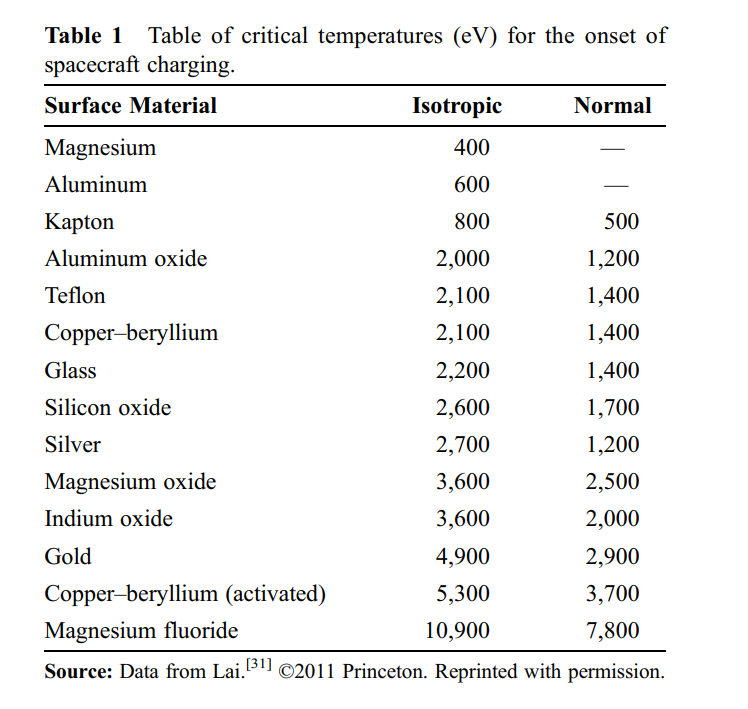 Table 1 Table of critical temperatures (eV) for the onset of
spacecraft charging.
Surface Material Isotropic Normal
Magnesium 400 —
Aluminum 600 —
Kapton 800 500
Aluminum oxide 2,000 1,200
Teflon 2,100 1,400
Copper–beryllium 2,100 1,400
Glass 2,200 1,400
Silicon oxide 2,600 1,700
Silver 2,700 1,200
Magnesium oxide 3,600 2,500
Indium oxide 3,600 2,000
Gold 4,900 2,900
Copper–beryllium (activated) 5,300 3,700
Magnesium fluoride 10,900 7,800
Source: Data from Lai.[31] ©2011 Princeton. Reprinted with permission.